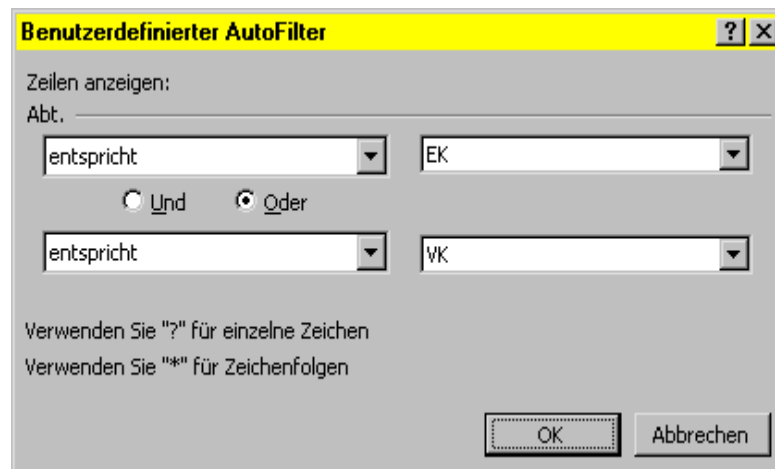 Benutzerdefinierter AutoFilter ? X
Zeilen anzeigen:
Abt.
entspricht EK
Und Oder
entspricht VK
Verwenden Sie "?" für einzelne Zeichen
Verwenden Sie "*" für Zeichenfolgen
OK Abbrechen